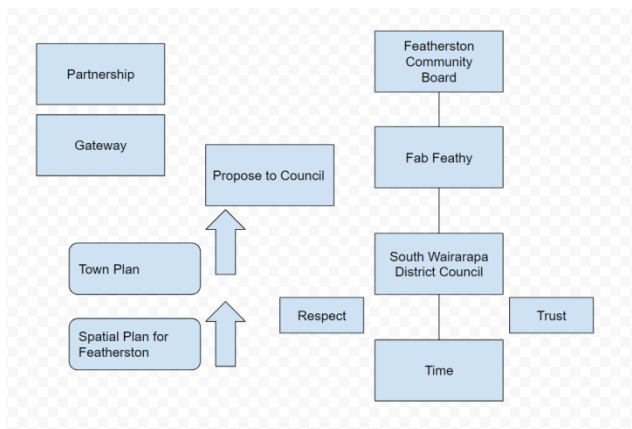 Partnership
Gateway
Propose to Council
Town Plan
Spatial Plan for
Featherston
Featherston
Community
Board
Fab Feathy
South Wairarapa
District Council
Respect
Trust
Time